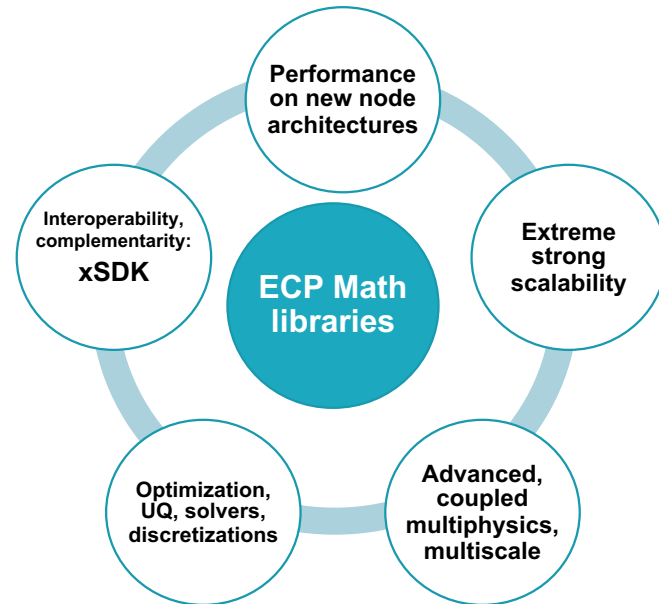 Performance
on new node
architectures
Interoperability,
complementarity:
xSDK
Extreme
strong
scalability
ECP Math
libraries
Optimization,
UQ, solvers,
discretizations
Advanced,
coupled
multiphysics,
multiscale